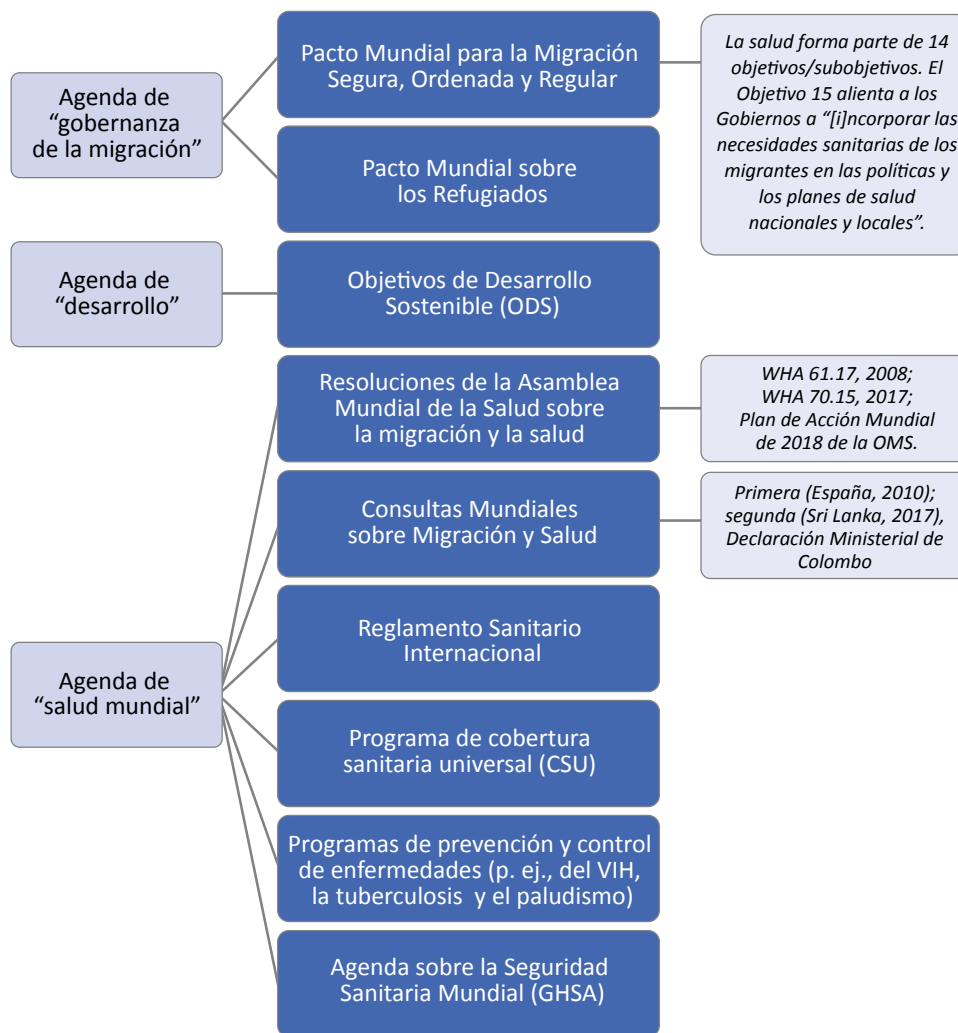 Agenda de
“gobernanza
de la migración”
Pacto Mundial para la Migración
Segura, Ordenada y Regular
La salud forma parte de 14
objetivos/subobjetivos. El
Objetivo 15 alienta a los
Gobiernos a “[i]ncorporar las
necesidades sanitarias de los
migrantes en las políticas y
los planes de salud
nacionales y locales”.
Pacto Mundial sobre
los Refugiados
Agenda de
“desarrollo”
Objetivos de Desarrollo
Sostenible (ODS)
Agenda de
“salud mundial”
Resoluciones de la Asamblea
Mundial de la Salud sobre
la migración y la salud
WHA 61.17, 2008;
WHA 70.15, 2017;
Plan de Acción Mundial
de 2018 de la OMS.
Consultas Mundiales
sobre Migración y Salud
Primera (España, 2010);
segunda (Sri Lanka, 2017),
Declaración Ministerial de
Colombo
Reglamento Sanitario
Internacional
Programa de cobertura
sanitaria universal (CSU)
Programas de prevención y control
de enfermedades (p. ej., del VIH,
la tuberculosis y el paludismo)
Agenda sobre la Seguridad
Sanitaria Mundial (GHSA)